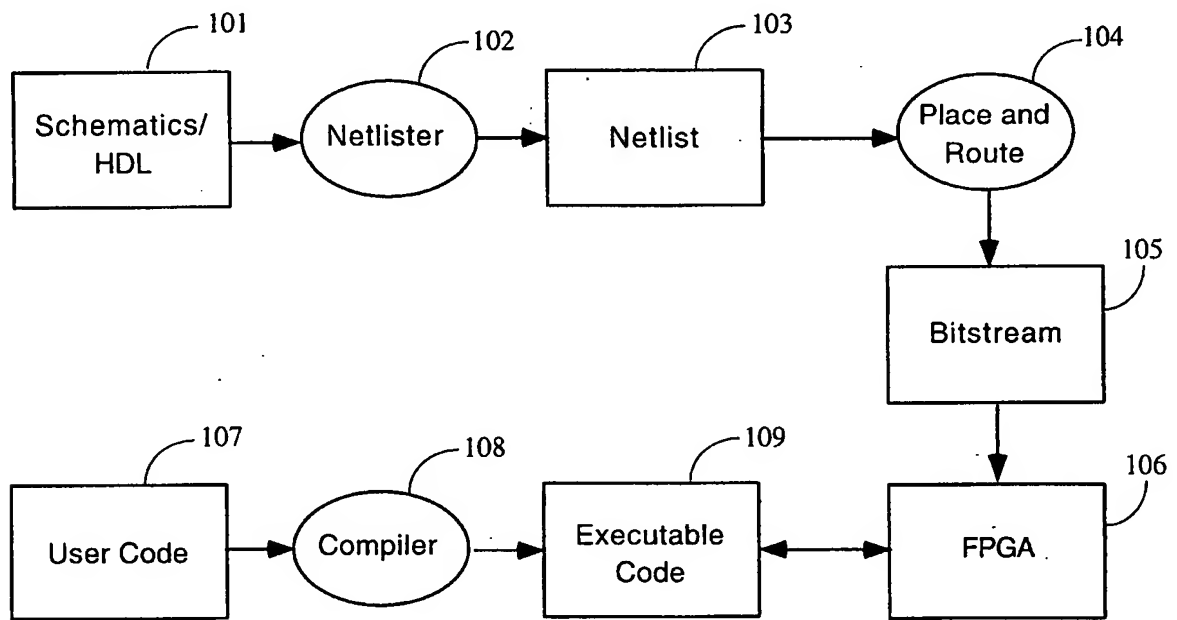 101
102
103
104
Schematics/
HDL
Netlister
Netlist
Place and
Route
105
Bitstream
107
108
109
106
User Code
Compiler
Executable
Code
FPGA